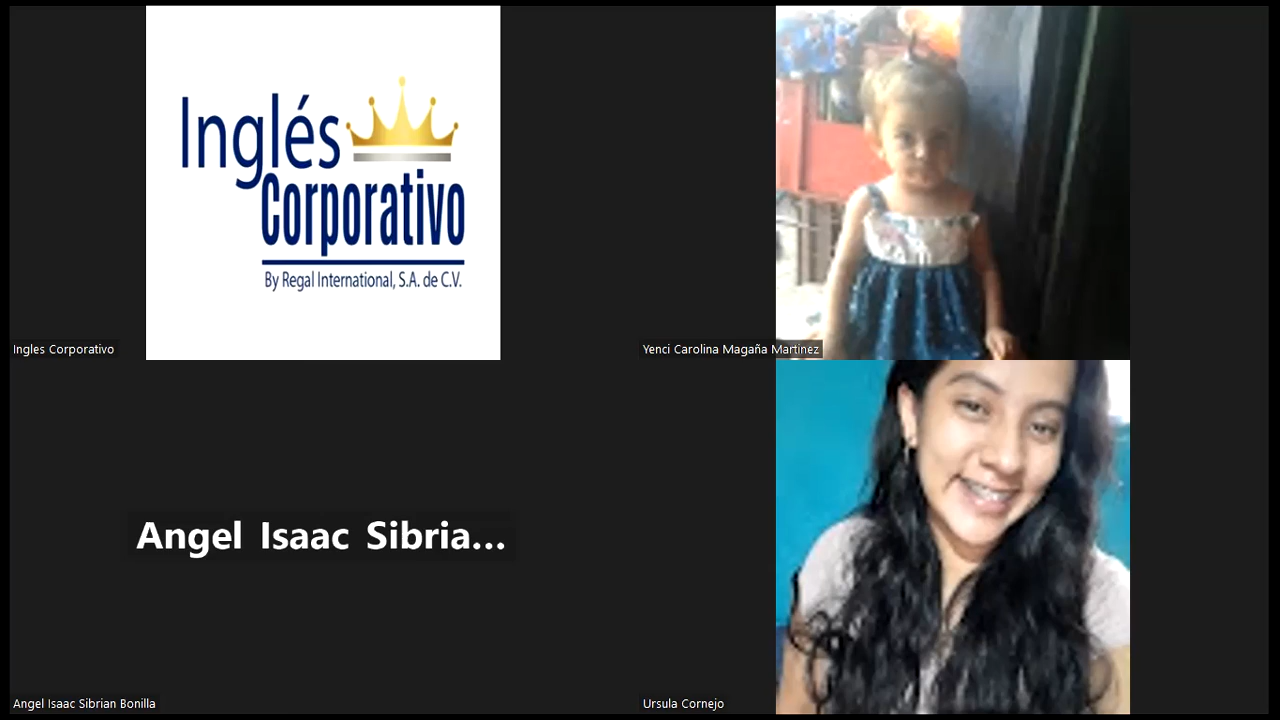 Inglés
Corporativo
By Regal International, S.A. de C.V.
Ingles Corporativo
Yenci Carolina Magaña Martinez
Angel Isaac Sibria...
Angel Isaac Sibrian Bonilla
Ursula Cornejo